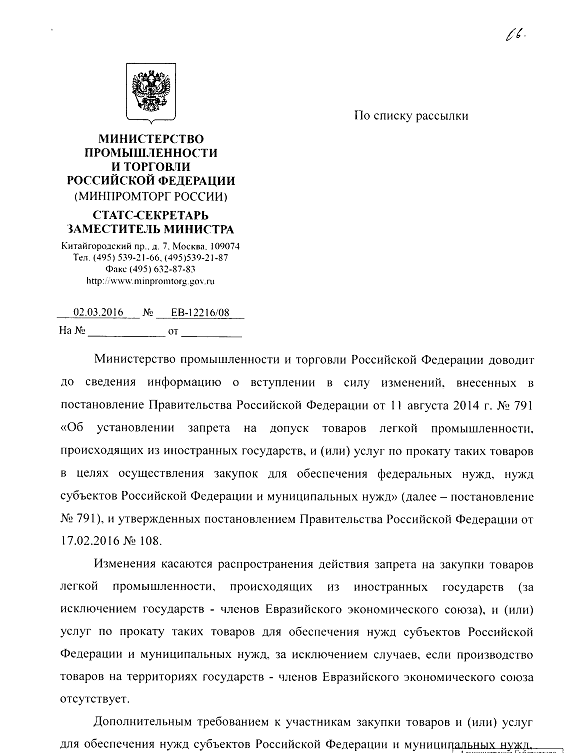 По списку рассылки
МИНИСТЕРСТВО
ПРОМЫШЛЕННОСТИ
И ТОРГОВЛИ
РОССИЙСКОЙ ФЕДЕРАЦИИ
(МИНПРОМТОРГ РОССИИ)
СТАТС-СЕКРЕТАРЬ
ЗАМЕСТИТЕЛЬ МИНИСТРА
Китайгородский пр., д. 7, Москва, 109074
Тел. (495) 539-21-66, (495)539-21-87
Факс (495) 632-87-83
http://www.minpromtorg.gov.ru
02.03.2016 № ЕВ-12216/08
На № от
Министерство промышленности и торговли Российской Федерации доводит
до сведения информацию о вступлении в силу изменений, внесенных в
постановление Правительства Российской Федерации от 11 августа 2014 г. № 791
«Об установлении запрета на допуск товаров легкой промышленности,
происходящих из иностранных государств, и (или) услуг по прокату таких товаров
в целях осуществления закупок для обеспечения федеральных нужд, нужд
субъектов Российской Федерации и муниципальных нужд» (далее – постановление
№ 791), и утвержденных постановлением Правительства Российской Федерации от
17.02.2016 № 108.
Изменения касаются распространения действия запрета на закупки товаров
легкой промышленности, происходящих из иностранных государств (за
исключением государств - членов Евразийского экономического союза), и (или)
услуг по прокату таких товаров для обеспечения нужд субъектов Российской
Федерации и муниципальных нужд, за исключением случаев, если производство
товаров на территориях государств - членов Евразийского экономического союза
отсутствует.
Дополнительным требованием к участникам закупки товаров и (или) услуг
для обеспечения нужд субъектов Российской Федерации и муниципальных нужд,